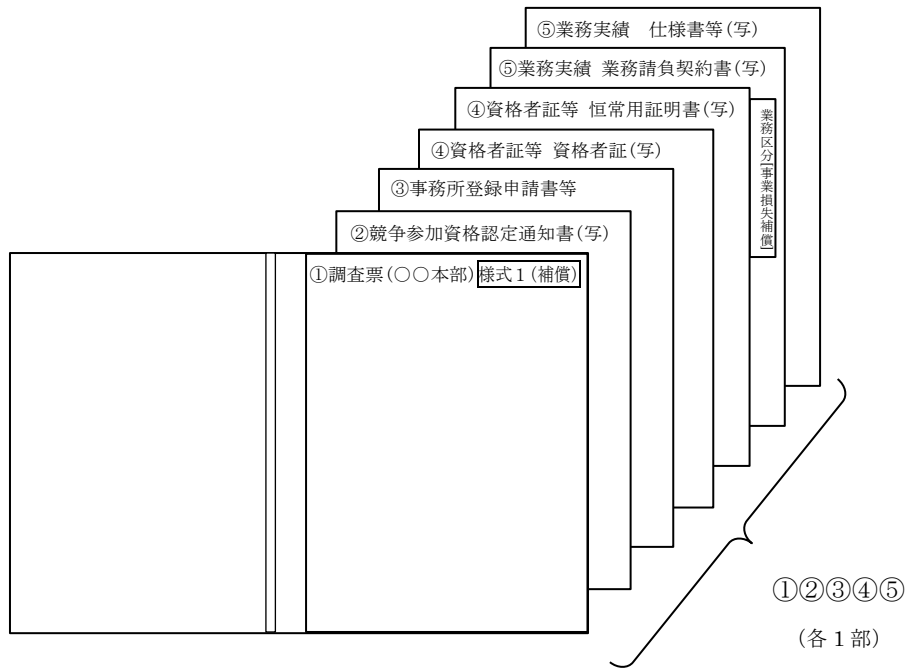 ⑤業務実績　仕様書等(写)
⑤業務実績 業務請負契約書(写)
④資格者証等 恒常用証明書(写)
業務区分[事業損失補償]
④資格者証等 資格者証(写)
③事務所登録申請書等
②競争参加資格認定通知書(写)
①調査票(○○本部) 様式１(補償)
①②③④⑤
(各１部)